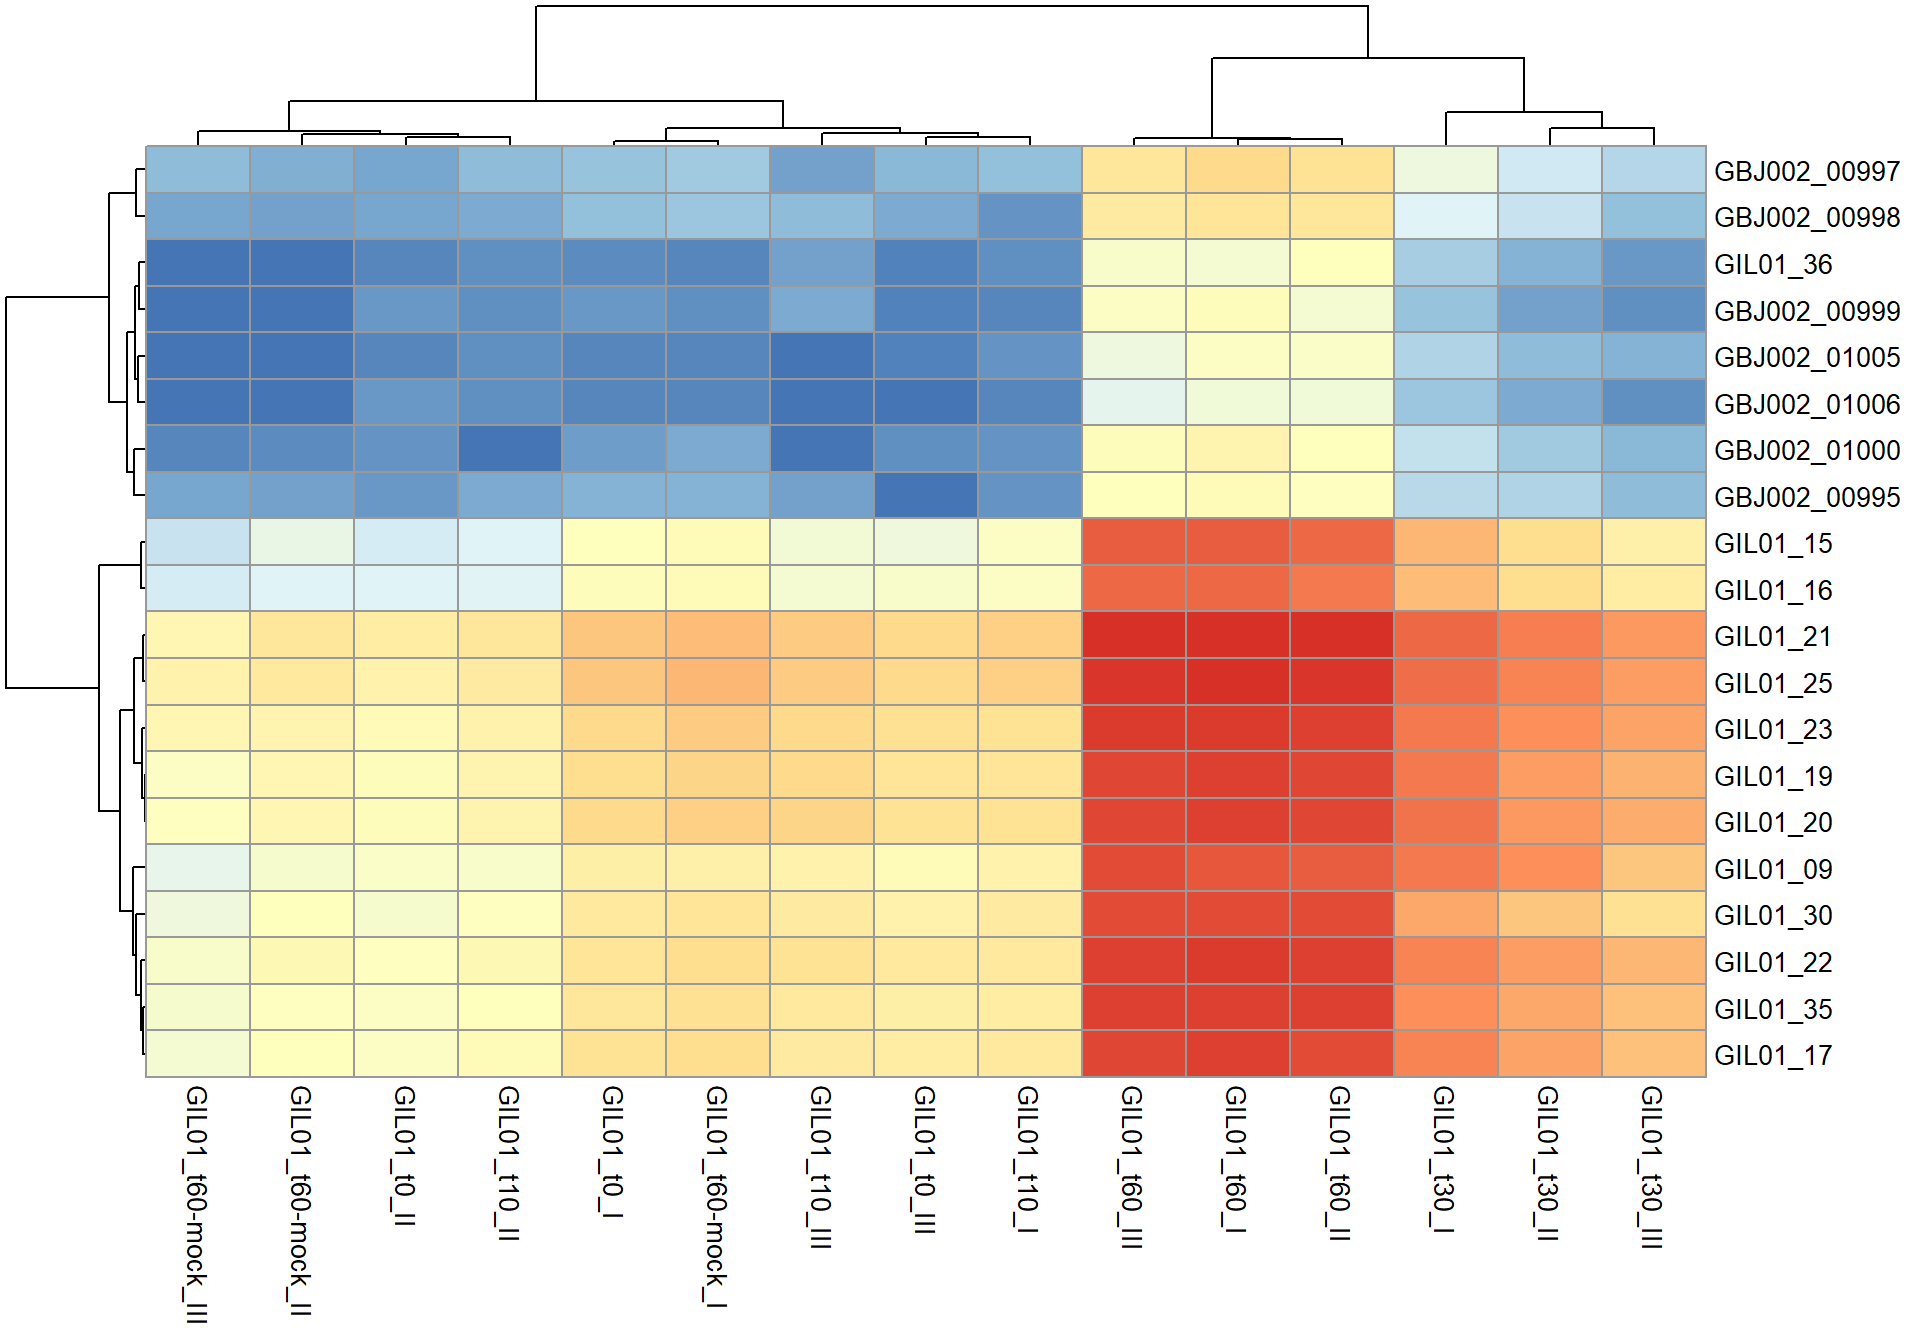 GBJ002_00997
GBJ002_00998
GIL01_36
GBJ002_00999
GBJ002_01005
GBJ002_01006
GBJ002_01000
GBJ002_00995
GIL01_15
GIL01_16
GIL01_21
GIL01_25
GIL01_23
GIL01_19
GIL01_20
GIL01_09
GIL01_30
GIL01_22
GIL01_35
GIL01_17
GIL01_t60-mock_III
GIL01_t60-mock_II
GIL01_t0_II
GIL01_t10_II
GIL01_t0_I
GIL01_t60-mock_I
GIL01_t10_III
GIL01_t0_III
GIL01_t10_I
GIL01_t60_III
GIL01_t60_I
GIL01_t60_II
GIL01_t30_I
GIL01_t30_II
GIL01_t30_III